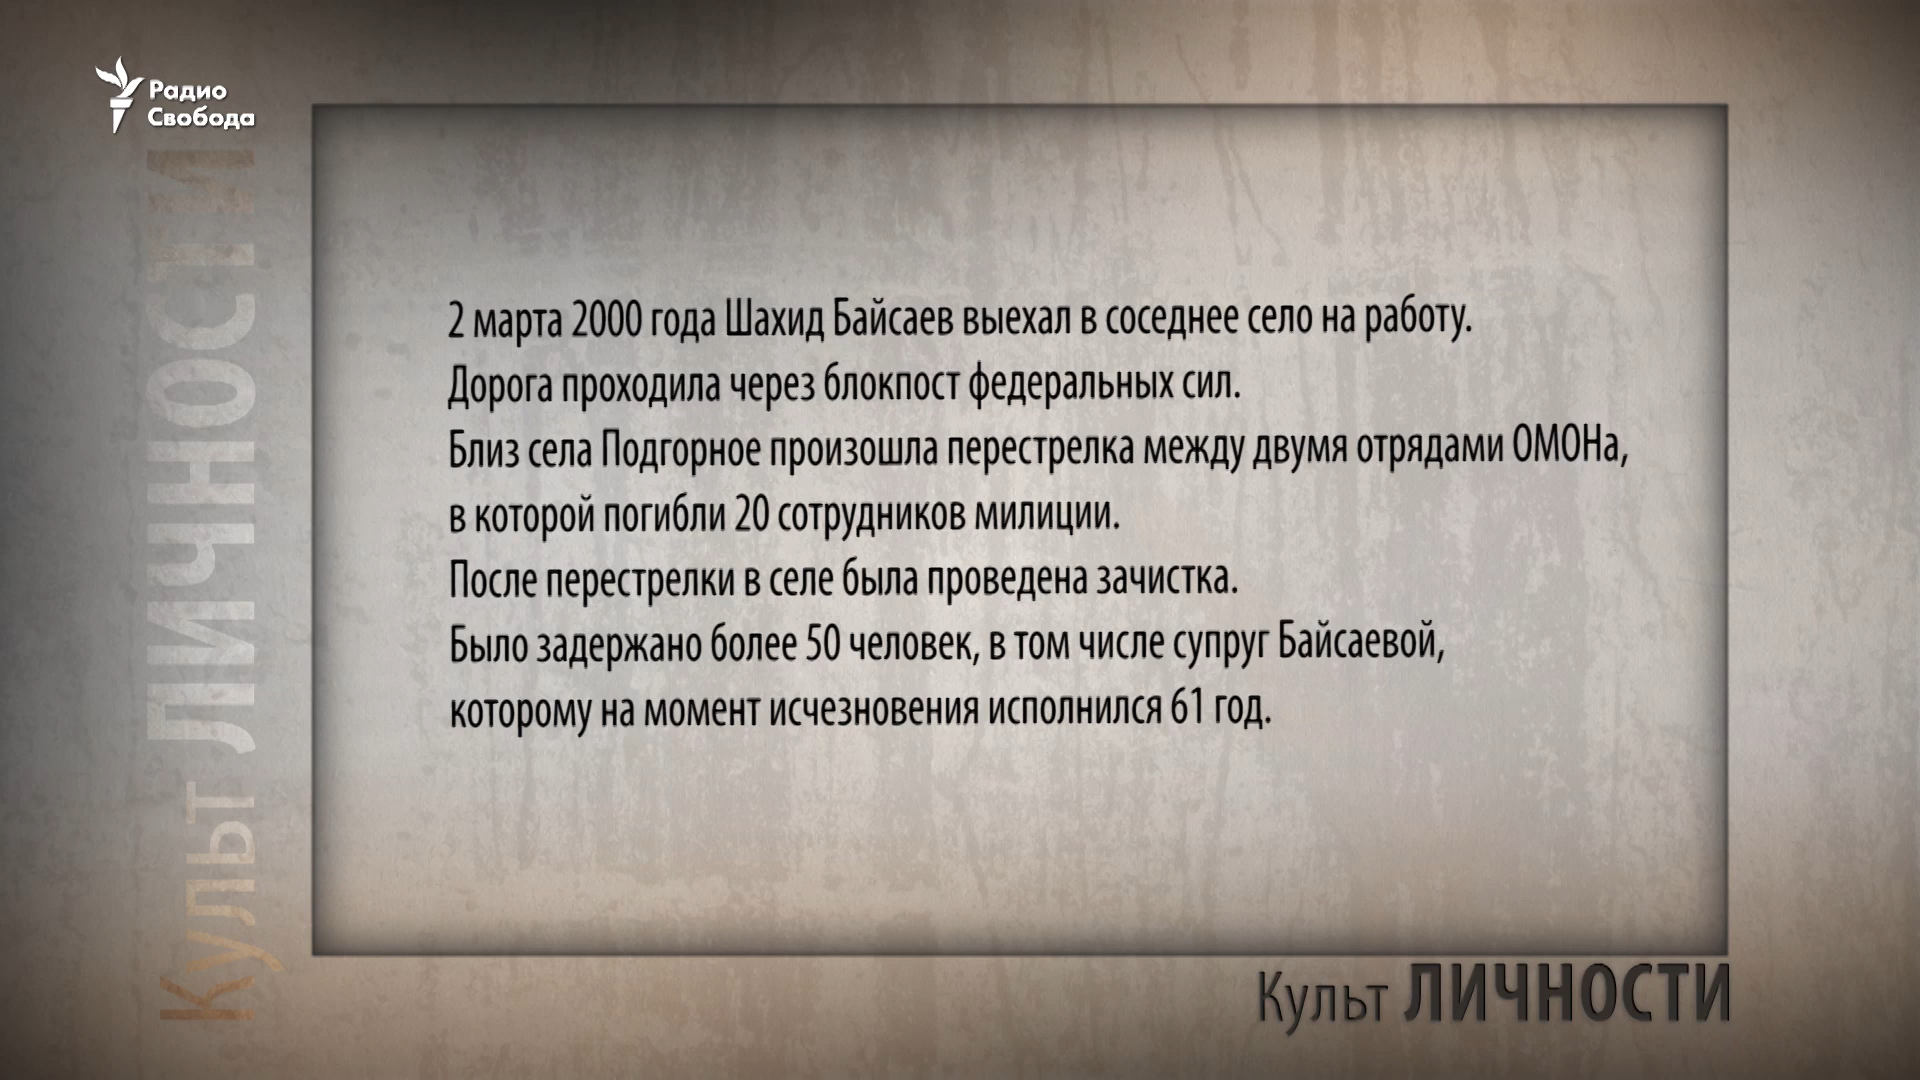 Радио
Свобода
Культ ЛИЧНОСТИ
2 марта 2000 года Шахид Байсаев выехал в соседнее село на работу.
Дорога проходила через блокпост федеральных сил.
Близ села Подгорное произошла перестрелка между двумя отрядами ОМОНа,
в которой погибли 20 сотрудников милиции.
После перестрелки в селе была проведена зачистка.
Было задержано более 50 человек, в том числе супруг Байсаевой,
которому на момент исчезновения исполнился 61 год.
Культ ЛИЧНОСТИ